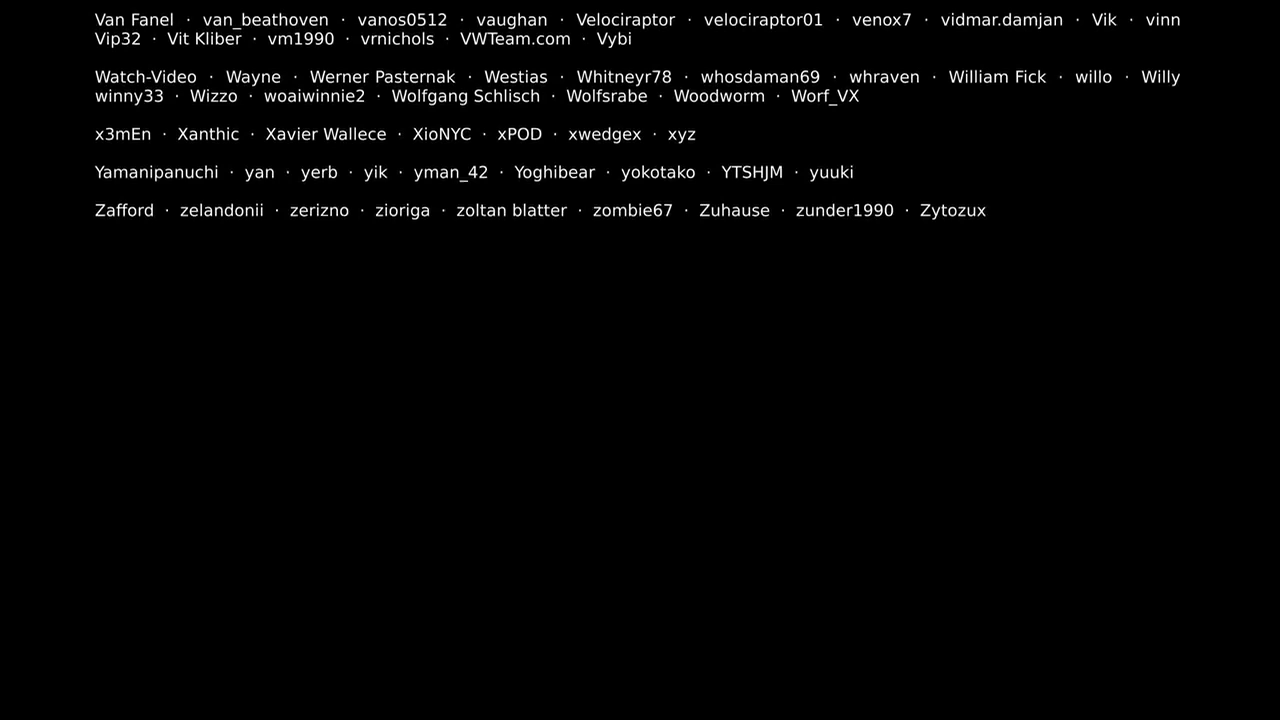 Van Fanel · van_beathoven · vanos0512 · vaughan · Velociraptor · velociraptor01 · venox7 · vidmar.damjan · Vik · vinn
Vip32 · Vit Kliber · vm1990 · vrnichols · VWTeam.com · Vybi
Watch-Video · Wayne · Werner Pasternak · Westias · Whitneyr78 · whosdaman69 · whraven · William Fick · willo · Willy
winny33 · Wizzo · woaiwinnie2 · Wolfgang Schlisch · Wolfsrabe · Woodworm · Worf_VX
x3mEn · Xanthic · Xavier Wallece · XioNYC · xPOD · xwedgex · xyz
Yamanipanuchi · yan · yerb · yik · yman_42 · Yoghibear · yokotako · YTSHJM · yuuki
Zafford · zelandonii · zerizno · zioriga · zoltan blatter · zombie67 · Zuhause · zunder1990 · Zytozux